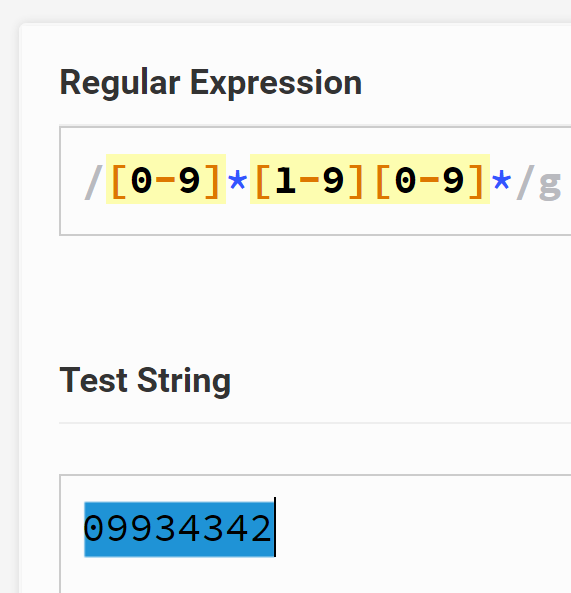 Regular Expression
/[0-9]*[1-9][0-9]*/g
Test String
09934342